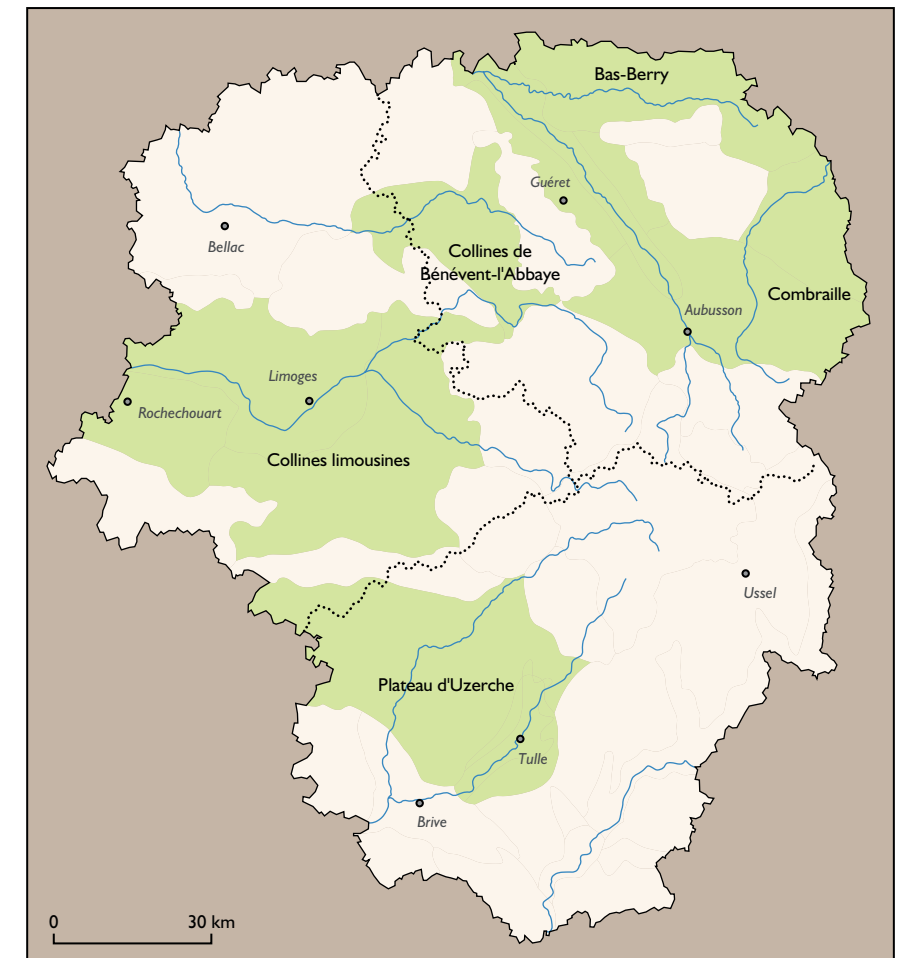 Bas-Berry
Guéret
Bellac
Collines de
Bénévent-l'Abbaye
Combraille
Aubusson
Limoges
Rochechouart
Collines limousines
Ussel
Plateau d'Uzerche
Tulle
Brive
0 30 km